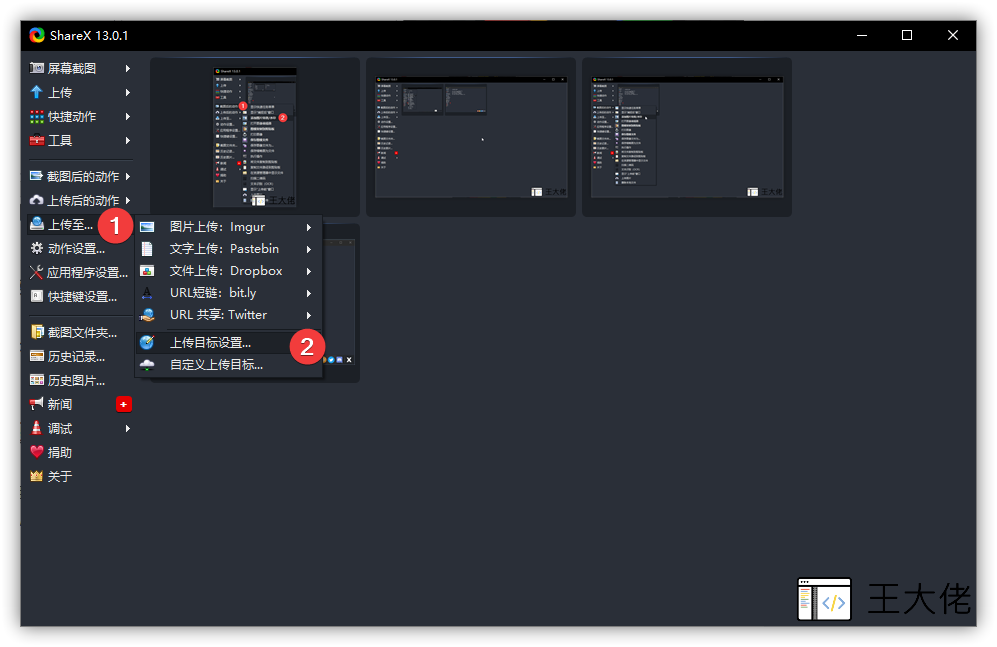 ShareX 13.0.1
屏幕截图
上传
快捷动作
工具
截图后的动作
上传后的动作
上传至...
1
动作设置...
应用程序设置...
快捷键设置...
截图文件夹...
历史记录...
历史图片...
新闻
+
调试
捐助
关于
图片上传：Imgur
文字上传：Pastebin
文件上传：Dropbox
URL短链：bit.ly
URL 共享: Twitter
上传目标设置...
2
自定义上传目标...
王大佬